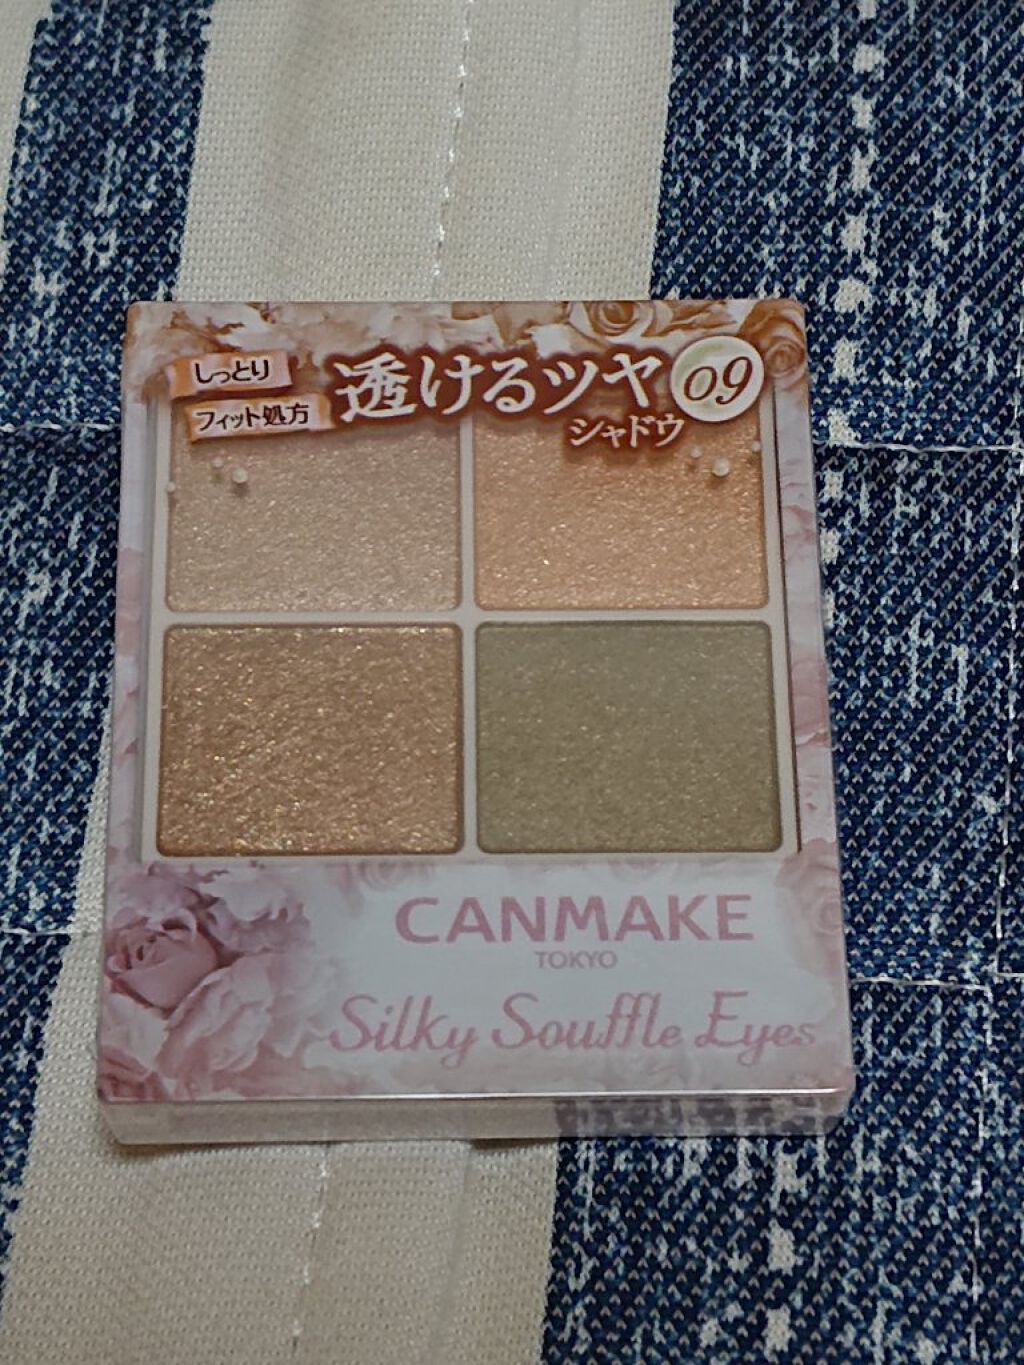 しっとり
フィット処方
透けるツヤ
シャドウ
09
CANMAKE
TOKYO
Silky Souffle Eyes